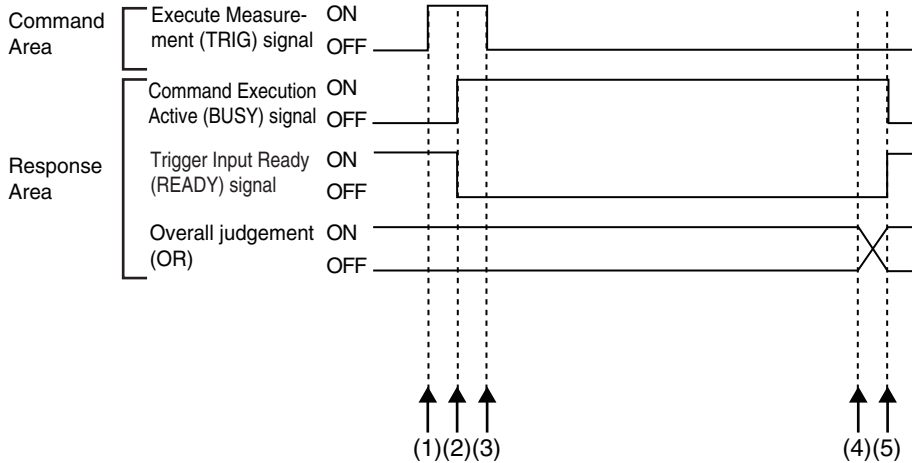 Command Area
Execute Measure-
ment (TRIG) signal
ON
OFF
Response Area
Command Execution
Active (BUSY) signal
ON
OFF
Trigger Input Ready
(READY) signal
ON
OFF
Overall judgement
(OR)
ON
OFF
(1)(2)(3)
(4)(5)